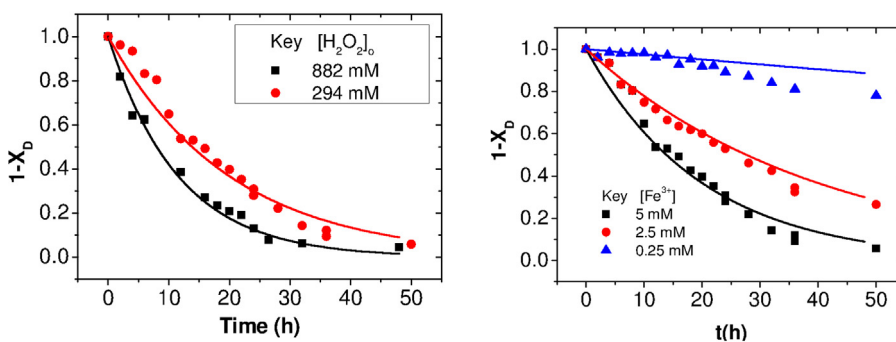 1-X_D
1.0
0.8
0.6
0.4
0.2
0.0
Key [H₂O₂]ₒ
882 mM
294 mM
0 10 20 30 40 50
Time (h)
1-X_D
1.0
0.8
0.6
0.4
0.2
0.0
Key [Fe³⁺]
5 mM
2.5 mM
0.25 mM
0 10 20 30 40 50
t(h)